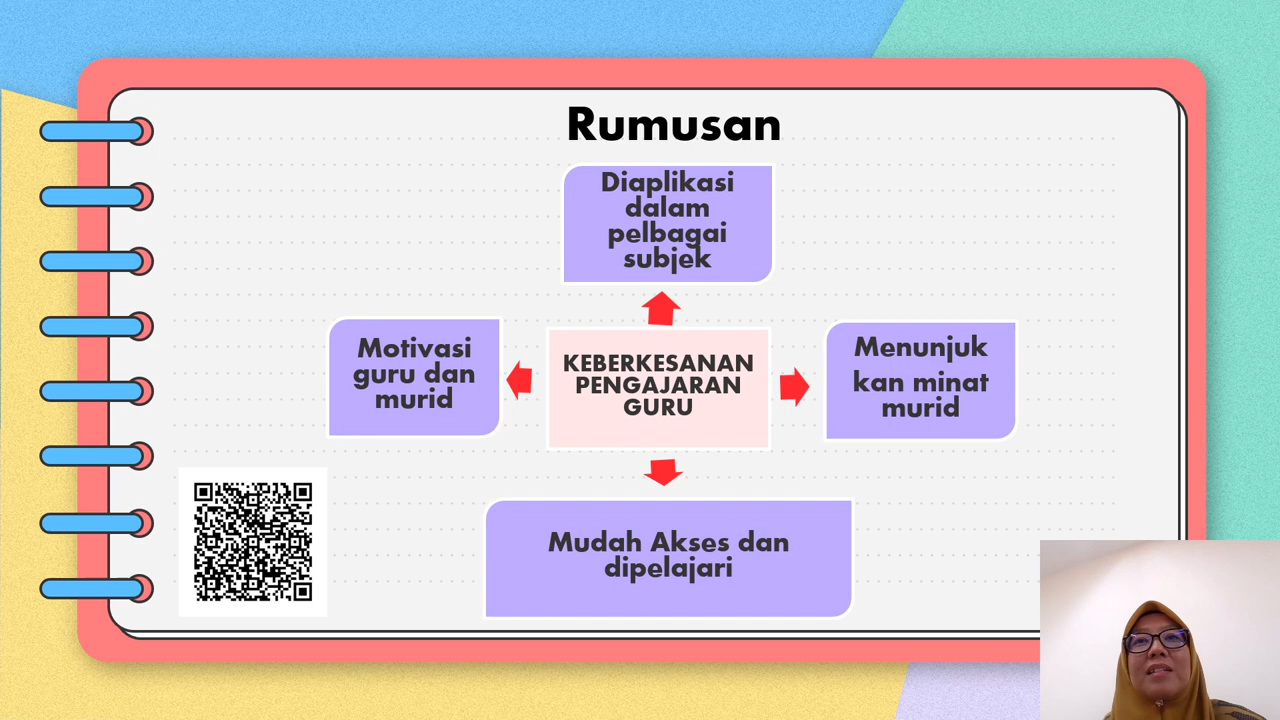 Rumusan
Diaplikasi
dalam
pelbagai
subjek
Motivasi
guru dan
murid
KEBERKESANAN
PENGAJARAN
GURU
Menunjuk
kan minat
murid
Mudah Akses dan
dipelajari